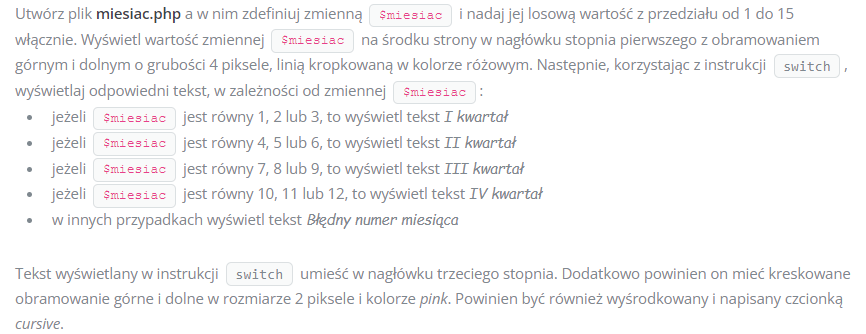 Utwórz plik miesiac.php a w nim zdefiniuj zmienną $miesiac i nadaj jej losową wartość z przedziału od 1 do 15
włącznie. Wyświetl wartość zmiennej $miesiac na środku strony w nagłówku stopnia pierwszego z obramowaniem
górnym i dolnym o grubości 4 piksele, linią kropkowaną w kolorze różowym. Następnie, korzystając z instrukcji switch ,
wyświetlaj odpowiedni tekst, w zależności od zmiennej $miesiac :
• jeżeli $miesiac jest równy 1, 2 lub 3, to wyświetl tekst I kwartał
• jeżeli $miesiac jest równy 4, 5 lub 6, to wyświetl tekst II kwartał
• jeżeli $miesiac jest równy 7, 8 lub 9, to wyświetl tekst III kwartał
• jeżeli $miesiac jest równy 10, 11 lub 12, to wyświetl tekst IV kwartał
• w innych przypadkach wyświetl tekst Błędny numer miesiąca
Tekst wyświetlany w instrukcji switch umieść w nagłówku trzeciego stopnia. Dodatkowo powinien on mieć kreskowane
obramowanie górne i dolne w rozmiarze 2 piksele i kolorze pink. Powinien być również wyśrodkowany i napisany czcionką
cursive.